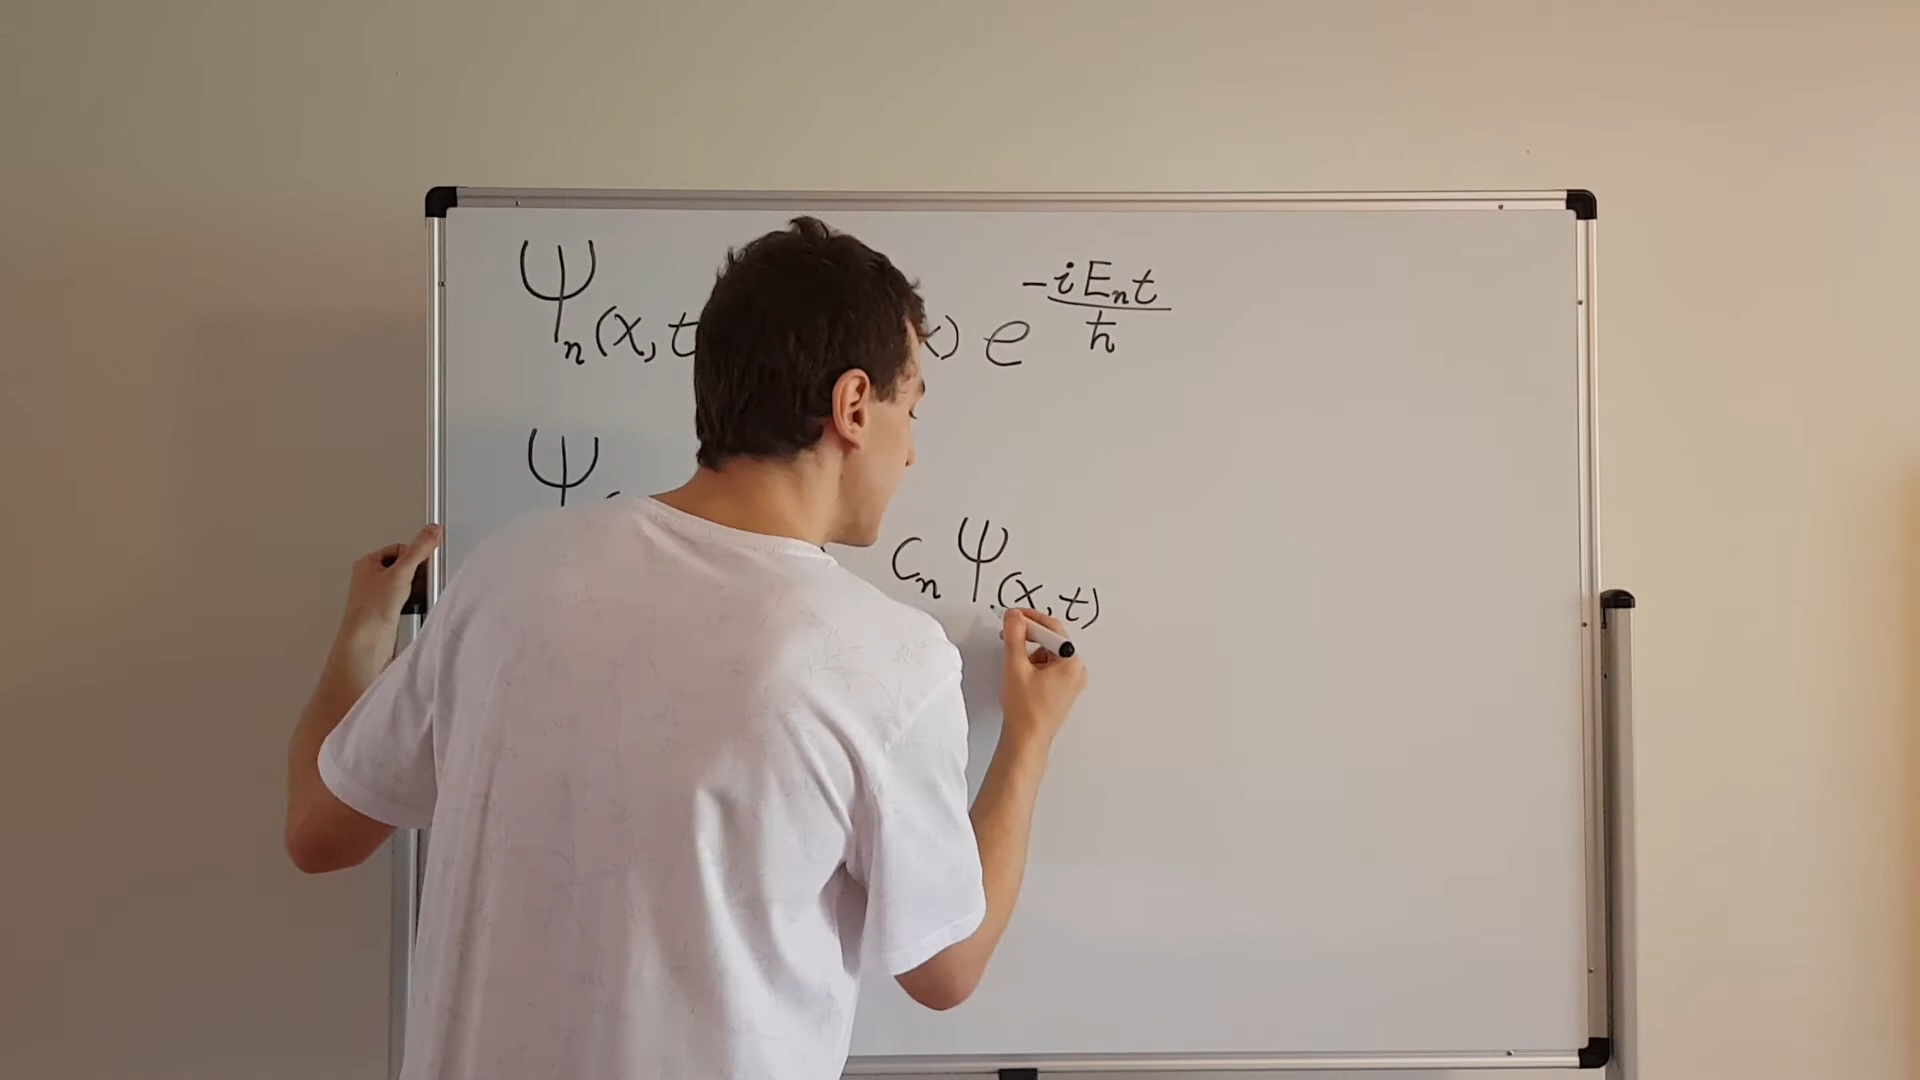 Ψₙ(x, t x) e^(-iEₙt/ħ)
Ψ
cₙ ψ(x, t)